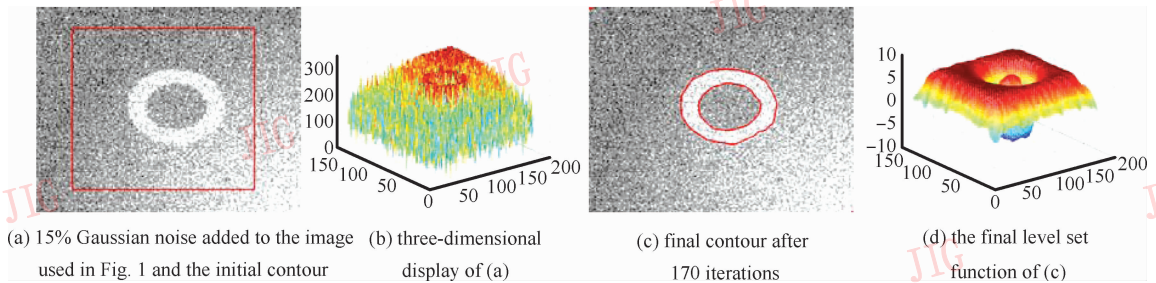 JIG
JIG
JIG
JIG
JIG
300
200
100
0
150
100
50
0
50
100
150
200
10
5
0
−5
−10
150
100
50
0
50
100
150
200
(a) 15% Gaussian noise added to the image
used in Fig. 1 and the initial contour
(b) three-dimensional
display of (a)
(c) final contour after
170 iterations
(d) the final level set
function of (c)